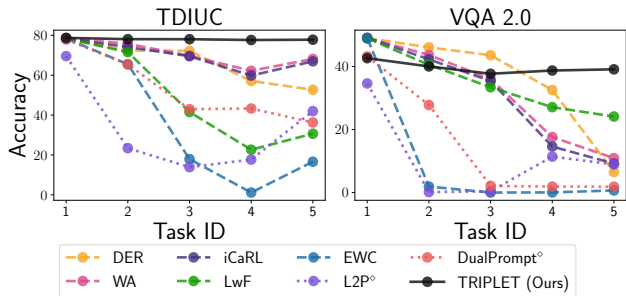 TDIUC
VQA 2.0
Accuracy
80
60
40
20
0
1 2 3 4 5
Task ID
40
20
0
1 2 3 4 5
Task ID
DER
iCaRL
EWC
DualPrompt◇
WA
LwF
L2P◇
TRIPLET (Ours)